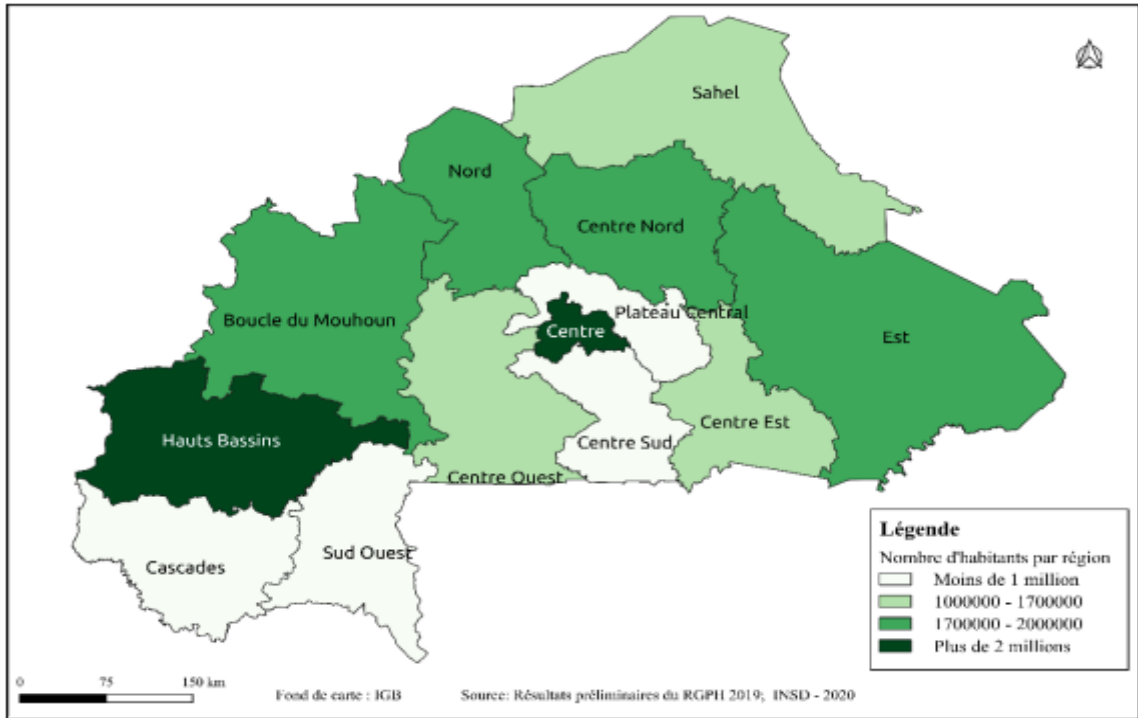 Sahel
Nord
Centre Nord
Plateau Central
Boucle du Mouhoun
Centre
Est
Centre Est
Hauts Bassins
Centre Sud
Centre Ouest
Sud Ouest
Cascades
Légende
Nombre d'habitants par région
Moins de 1 million
1000000 - 1700000
1700000 - 2000000
Plus de 2 millions
0 75 150 km
Fond de carte : IGB
Source: Résultats préliminaires du RGPH 2019; INSD - 2020